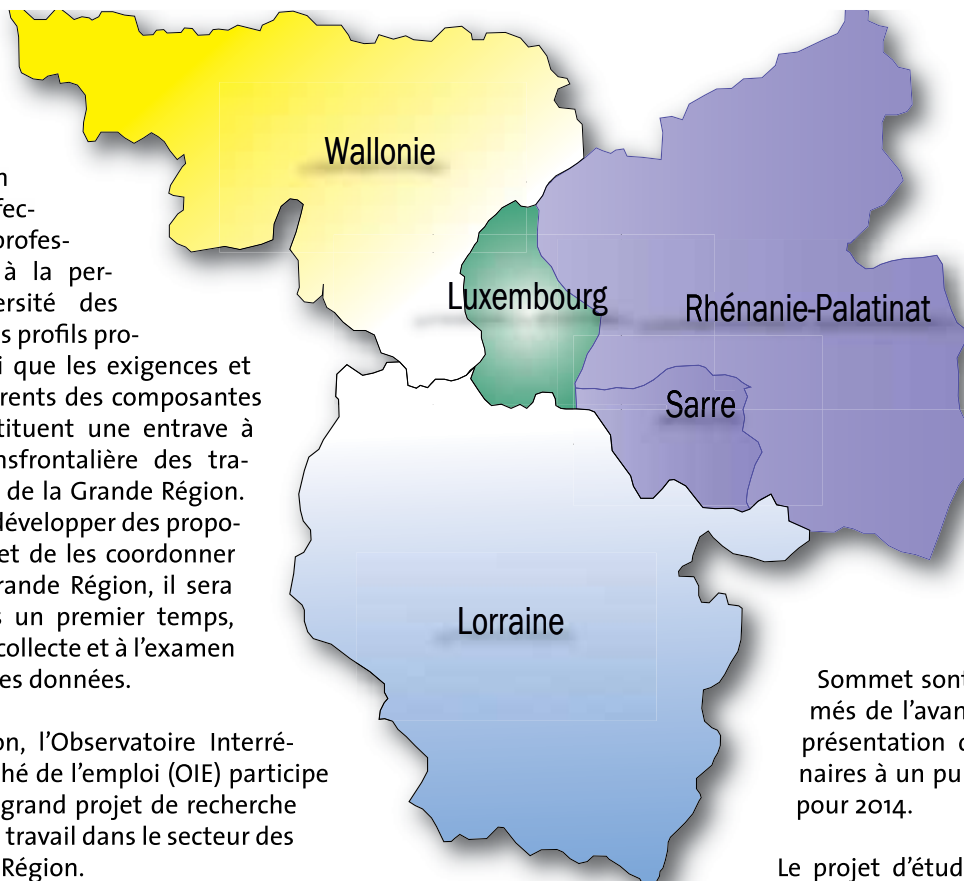 Wallonie
Luxembourg
Rhénanie-Palatinat
Sarre
Lorraine
n
fec-
profes-
à la per-
ersité des
s profils pro-
i que les exigences et
rents des composantes
tituent une entrave à
nsfrontalière des tra-
de la Grande Région.
développer des propo-
et de les coordonner
rande Région, il sera
s un premier temps,
collecte et à l’examen
es données.
on, l’Observatoire Interré-
ché de l’emploi (OIE) participe
grand projet de recherche
travail dans le secteur des
Région.
Sommet sont
més de l’avan
présentation d
naires à un pu
pour 2014.
Le projet d’étud